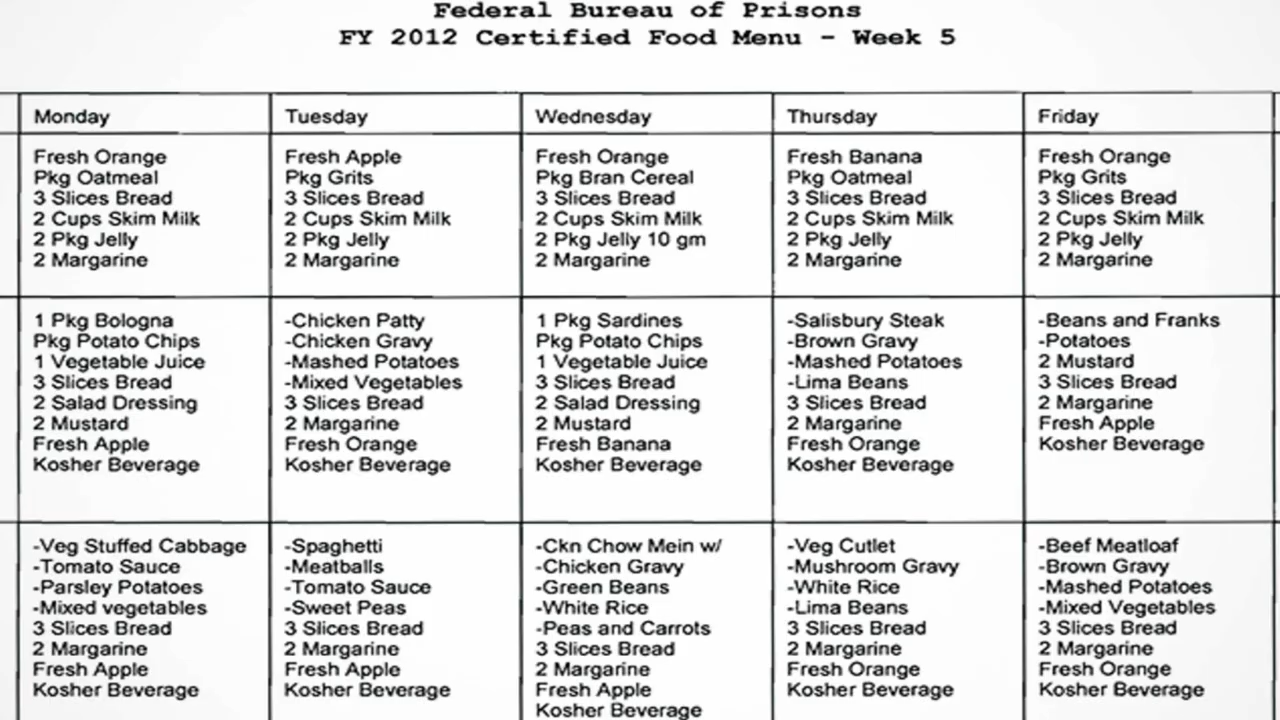 Federal Bureau of Prisons
FY 2012 Certified Food Menu - Week 5
Monday
Tuesday
Wednesday
Thursday
Friday
Fresh Orange
Pkg Oatmeal
3 Slices Bread
2 Cups Skim Milk
2 Pkg Jelly
2 Margarine
Fresh Apple
Pkg Grits
3 Slices Bread
2 Cups Skim Milk
2 Pkg Jelly
2 Margarine
Fresh Orange
Pkg Bran Cereal
3 Slices Bread
2 Cups Skim Milk
2 Pkg Jelly 10 gm
2 Margarine
Fresh Banana
Pkg Oatmeal
3 Slices Bread
2 Cups Skim Milk
2 Pkg Jelly
2 Margarine
Fresh Orange
Pkg Grits
3 Slices Bread
2 Cups Skim Milk
2 Pkg Jelly
2 Margarine
1 Pkg Bologna
Pkg Potato Chips
1 Vegetable Juice
3 Slices Bread
2 Salad Dressing
2 Mustard
Fresh Apple
Kosher Beverage
-Chicken Patty
-Chicken Gravy
-Mashed Potatoes
-Mixed Vegetables
3 Slices Bread
2 Margarine
Fresh Orange
Kosher Beverage
1 Pkg Sardines
Pkg Potato Chips
1 Vegetable Juice
3 Slices Bread
2 Salad Dressing
2 Mustard
Fresh Banana
Kosher Beverage
-Salisbury Steak
-Brown Gravy
-Mashed Potatoes
-Lima Beans
3 Slices Bread
2 Margarine
Fresh Orange
Kosher Beverage
-Beans and Franks
-Potatoes
2 Mustard
3 Slices Bread
2 Margarine
Fresh Apple
Kosher Beverage
-Veg Stuffed Cabbage
-Tomato Sauce
-Parsley Potatoes
-Mixed vegetables
3 Slices Bread
2 Margarine
Fresh Apple
Kosher Beverage
-Spaghetti
-Meatballs
-Tomato Sauce
-Sweet Peas
3 Slices Bread
2 Margarine
Fresh Apple
Kosher Beverage
-Ckn Chow Mein w/
-Chicken Gravy
-Green Beans
-White Rice
-Peas and Carrots
3 Slices Bread
2 Margarine
Fresh Apple
Kosher Beverage
-Veg Cutlet
-Mushroom Gravy
-White Rice
-Lima Beans
3 Slices Bread
2 Margarine
Fresh Orange
Kosher Beverage
-Beef Meatloaf
-Brown Gravy
-Mashed Potatoes
-Mixed Vegetables
3 Slices Bread
2 Margarine
Fresh Orange
Kosher Beverage